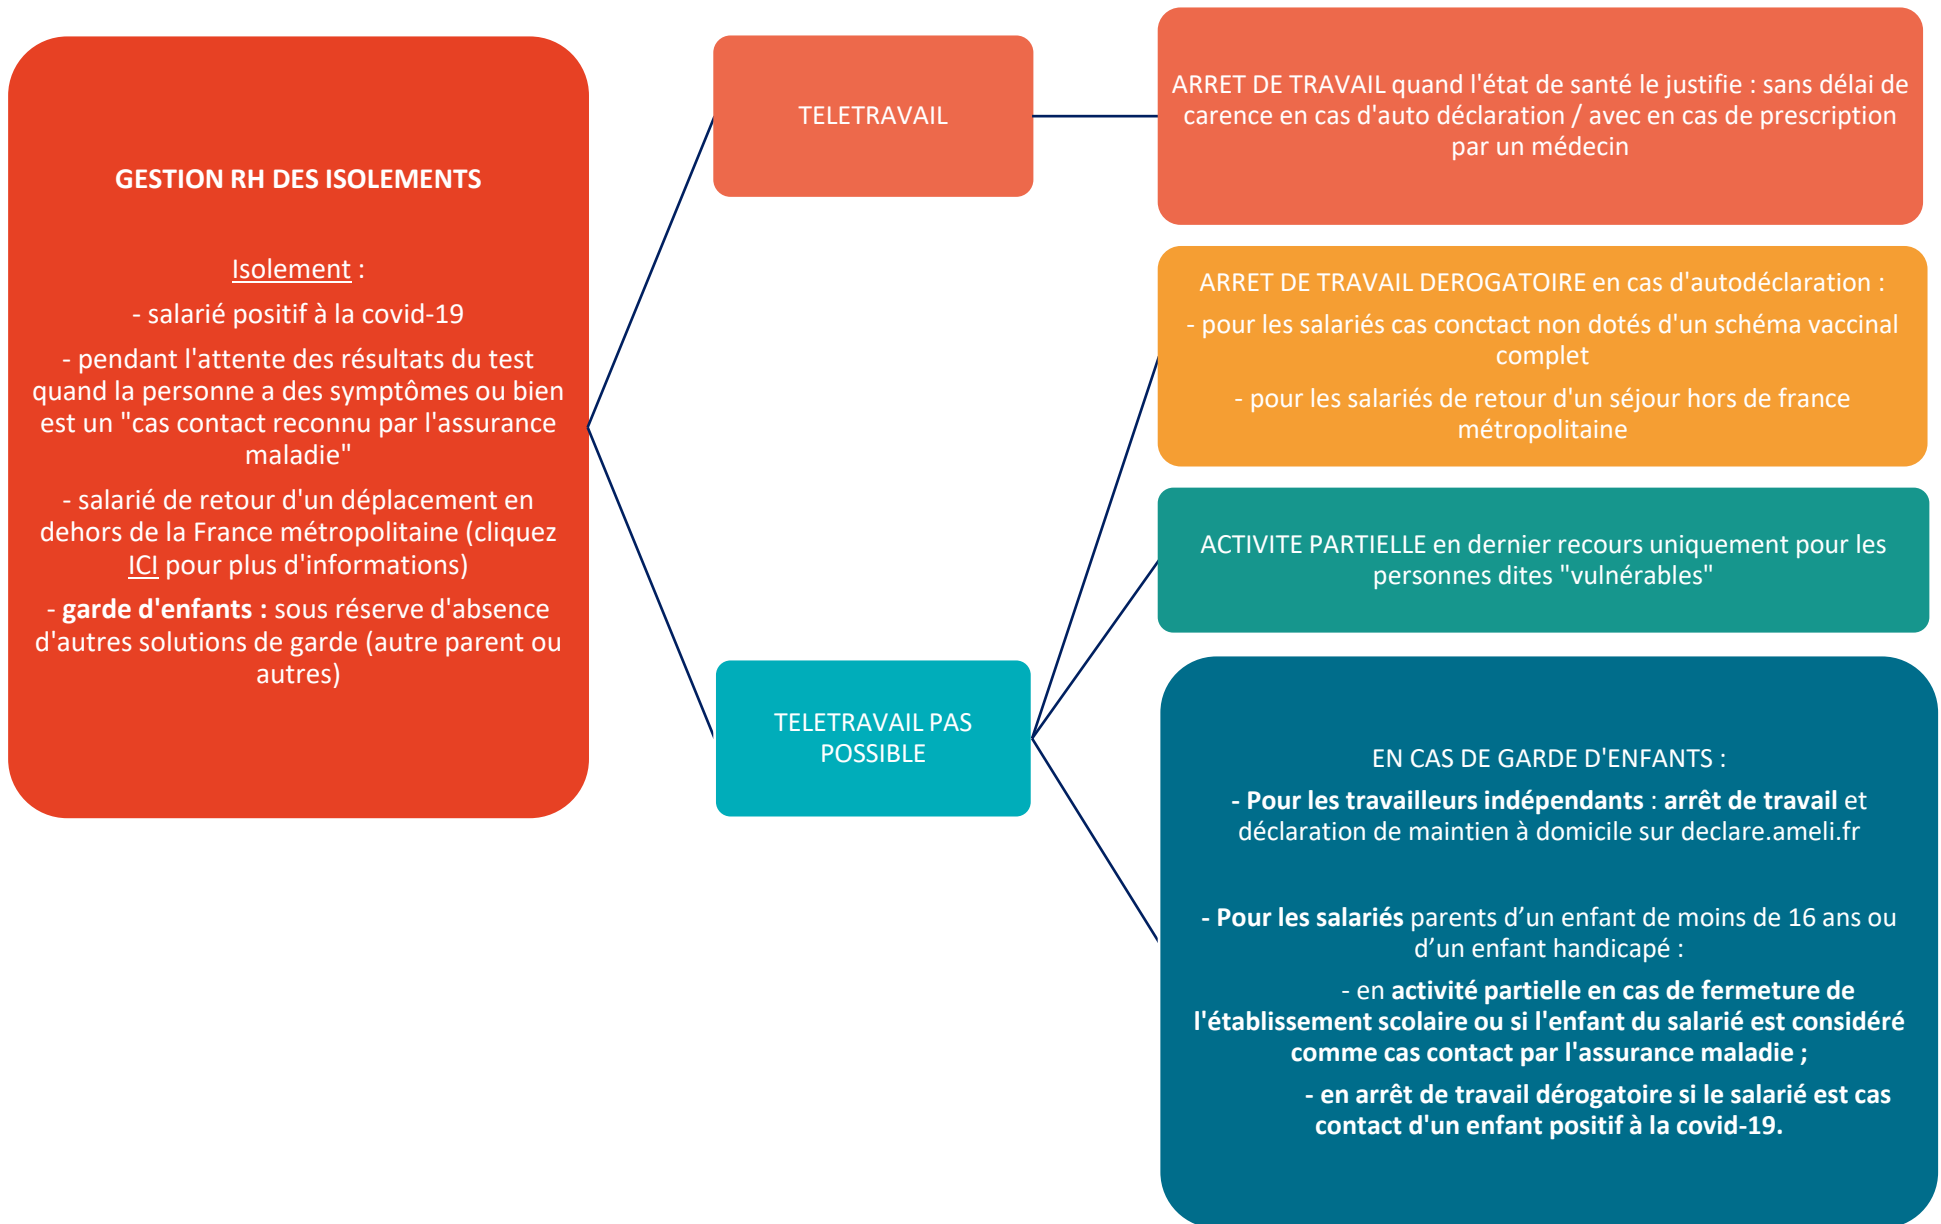 GESTION RH DES ISOLEMENTS
Isolement :
- salarié positif à la covid-19
- pendant l'attente des résultats du test
quand la personne a des symptômes ou bien
est un "cas contact reconnu par l'assurance
maladie"
- salarié de retour d'un déplacement en
dehors de la France métropolitaine (cliquez
ICI pour plus d'informations)
- garde d'enfants : sous réserve d'absence
d'autres solutions de garde (autre parent ou
autres)
TELETRAVAIL
ARRET DE TRAVAIL quand l'état de santé le justifie : sans délai de
carence en cas d'auto déclaration / avec en cas de prescription
par un médecin
TELETRAVAIL PAS
POSSIBLE
ARRET DE TRAVAIL DEROGATOIRE en cas d'autodéclaration :
- pour les salariés cas conctact non dotés d'un schéma vaccinal
complet
- pour les salariés de retour d'un séjour hors de france
métropolitaine
ACTIVITE PARTIELLE en dernier recours uniquement pour les
personnes dites "vulnérables"
EN CAS DE GARDE D'ENFANTS :
- Pour les travailleurs indépendants : arrêt de travail et
déclaration de maintien à domicile sur declare.ameli.fr
- Pour les salariés parents d’un enfant de moins de 16 ans ou
d’un enfant handicapé :
- en activité partielle en cas de fermeture de
l'établissement scolaire ou si l'enfant du salarié est considéré
comme cas contact par l'assurance maladie ;
- en arrêt de travail dérogatoire si le salarié est cas
contact d'un enfant positif à la covid-19.